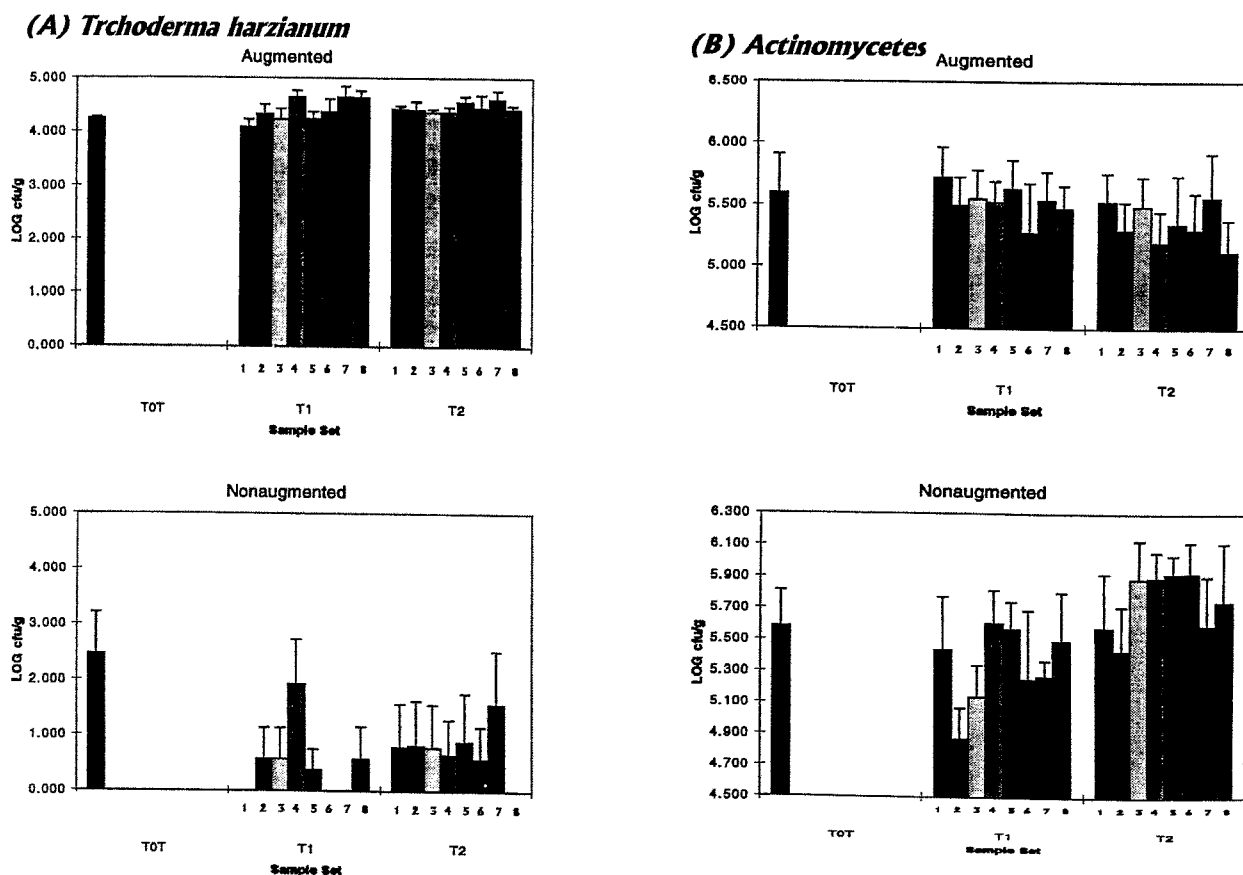 (A) Trchoderma harzianum
Augmented
5.000
4.000
3.000
2.000
1.000
0.000
LOG cfu/g
1 2 3 4 5 6 7 8
1 2 3 4 5 6 7 8
T0T
T1
T2
Sample Set
Nonaugmented
5.000
4.000
3.000
2.000
1.000
0.000
LOG cfu/g
1 2 3 4 5 6 7 8
1 2 3 4 5 6 7 8
T0T
T1
T2
Sample Set
(B) Actinomycetes
Augmented
6.500
6.000
5.500
5.000
4.500
LOG cfu/g
1 2 3 4 5 6 7 8
1 2 3 4 5 6 7 8
T0T
T1
T2
Sample Set
Nonaugmented
6.300
6.100
5.900
5.700
5.500
5.300
5.100
4.900
4.700
4.500
LOG cfu/g
1 2 3 4 5 6 7 8
1 2 3 4 5 6 7 8
T0T
T1
T2
Sample Set